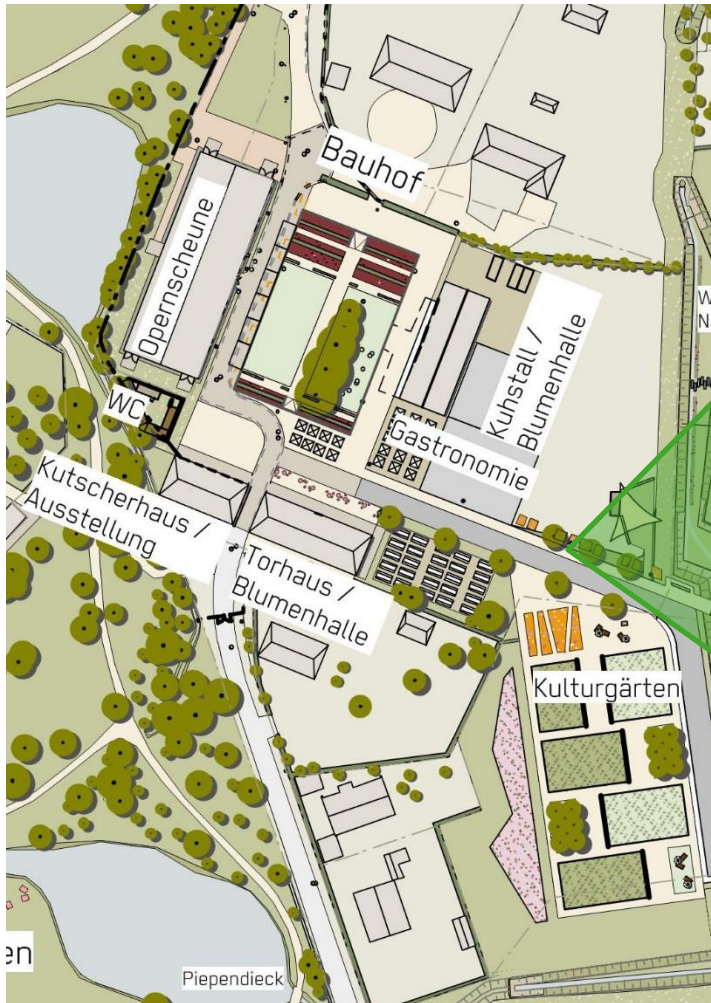 Bauhof
Opernscheune
WC
Kuhstall /
Blumenhalle
Gastronomie
Kutscherhaus /
Ausstellung
Torhaus /
Blumenhalle
Kulturgärten
en
Piependieck
W
N